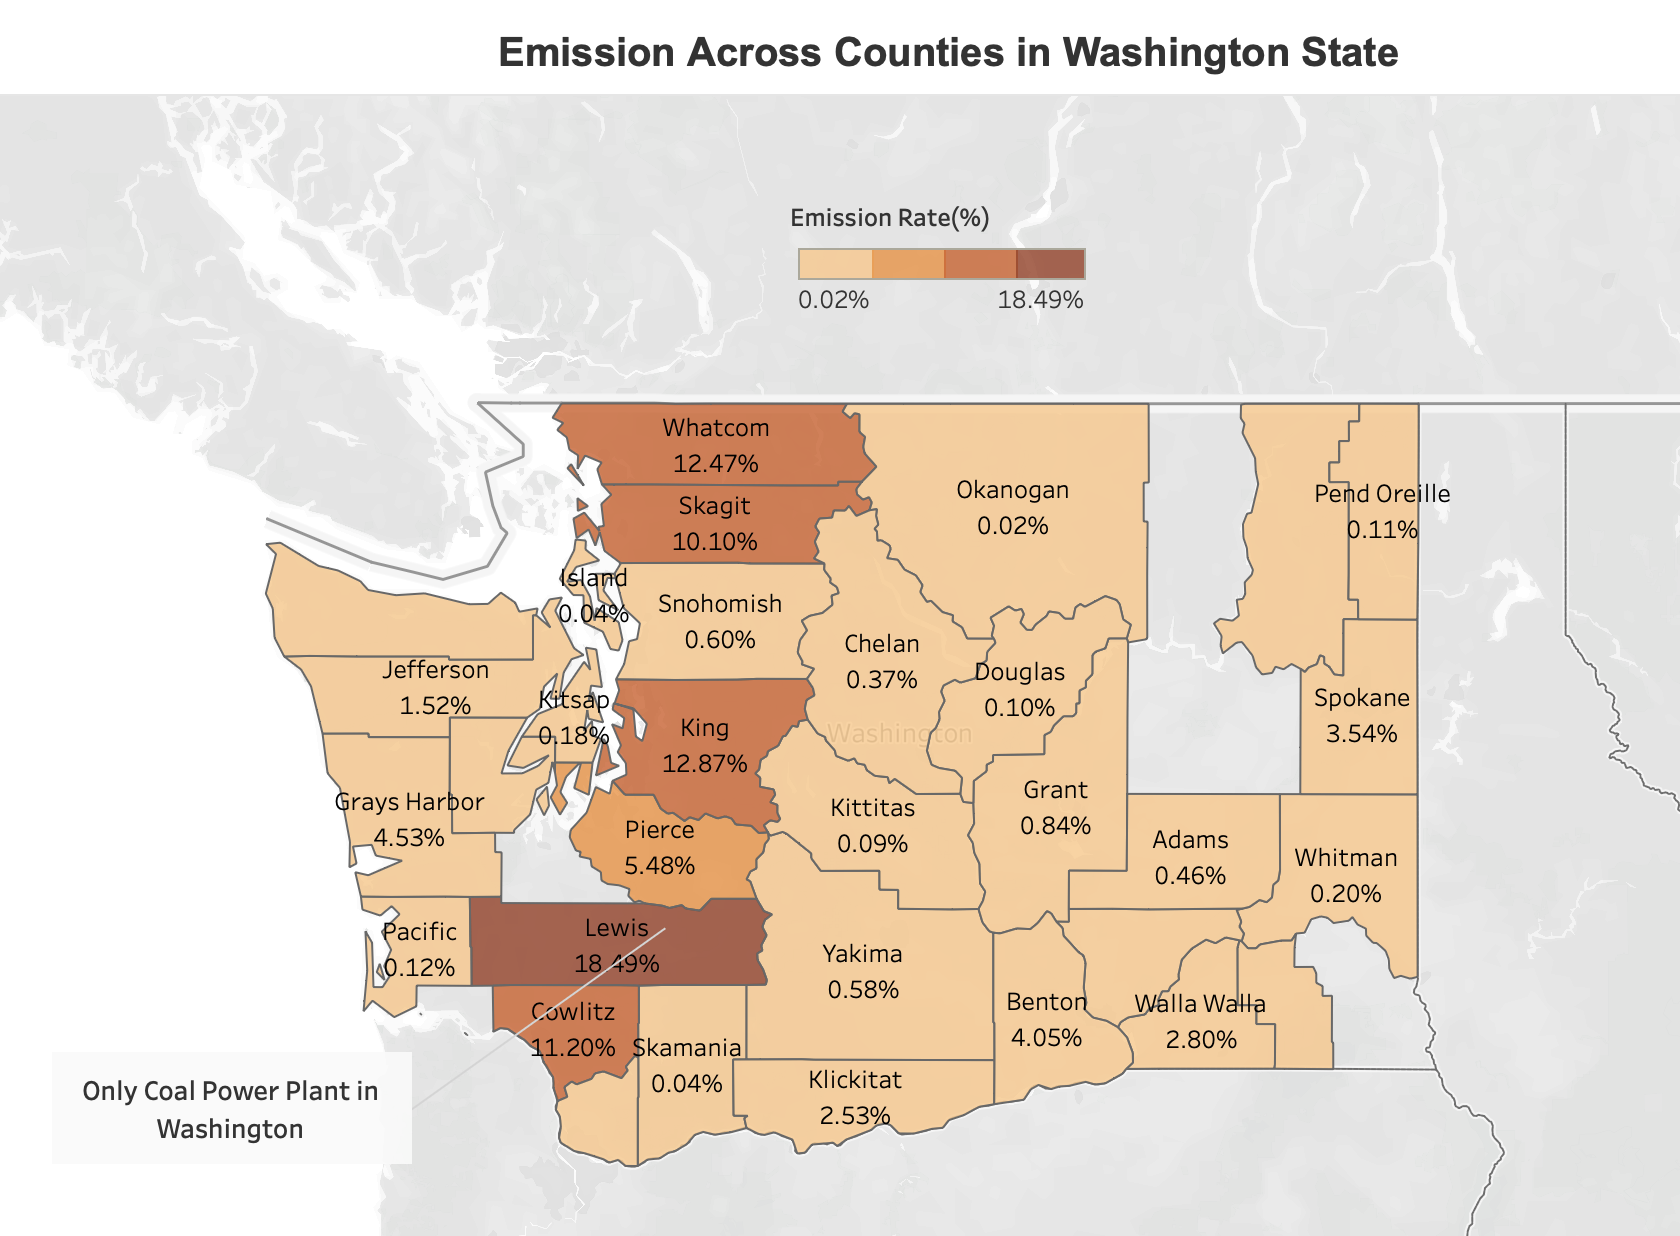 Emission Across Counties in Washington State
Emission Rate(%)
0.02%
18.49%
Whatcom
12.47%
Skagit
10.10%
Okanogan
0.02%
Pend Oreille
0.11%
Island
0.04%
Snohomish
0.60%
Chelan
0.37%
Jefferson
1.52%
Douglas
0.10%
Kitsap
0.18%
King
12.87%
Spokane
3.54%
Washington
Grays Harbor
4.53%
Kittitas
0.09%
Grant
0.84%
Pierce
5.48%
Adams
0.46%
Whitman
0.20%
Pacific
0.12%
Lewis
18.49%
Yakima
0.58%
Cowlitz
11.20%
Benton
4.05%
Walla Walla
2.80%
Skamania
0.04%
Klickitat
2.53%
Only Coal Power Plant in
Washington